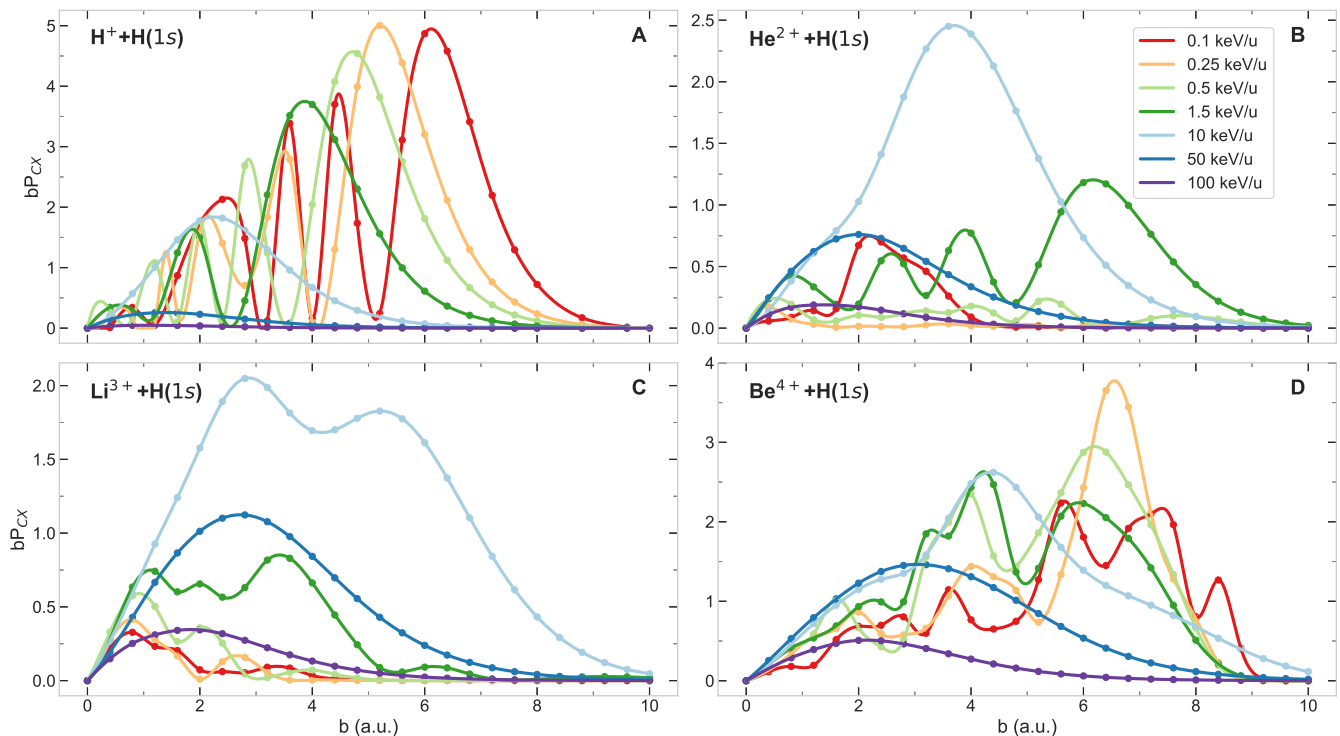 H⁺+H(1s)
A
5
4
3
2
1
0
bP_CX
He²⁺+H(1s)
B
0.1 keV/u
0.25 keV/u
0.5 keV/u
1.5 keV/u
10 keV/u
50 keV/u
100 keV/u
2.5
2.0
1.5
1.0
0.5
0.0
Li³⁺+H(1s)
C
2.0
1.5
1.0
0.5
0.0
bP_CX
0 2 4 6 8 10
b (a.u.)
Be⁴⁺+H(1s)
D
4
3
2
1
0
0 2 4 6 8 10
b (a.u.)